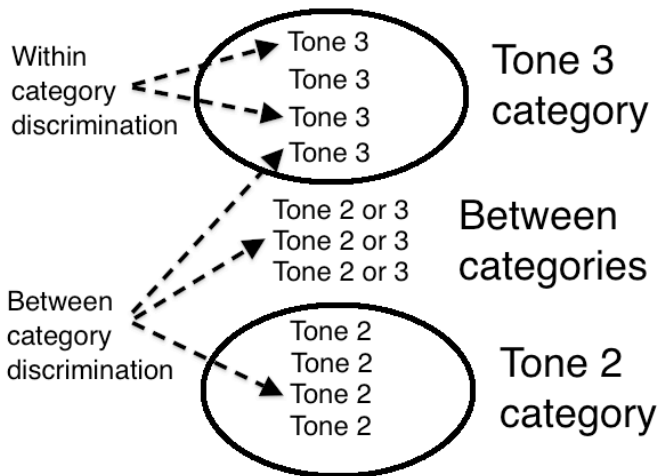 Within
category
discrimination
Tone 3
Tone 3
Tone 3
Tone 3
Tone 3
category
Tone 2 or 3
Tone 2 or 3
Tone 2 or 3
Between
categories
Between
category
discrimination
Tone 2
Tone 2
Tone 2
Tone 2
Tone 2
category